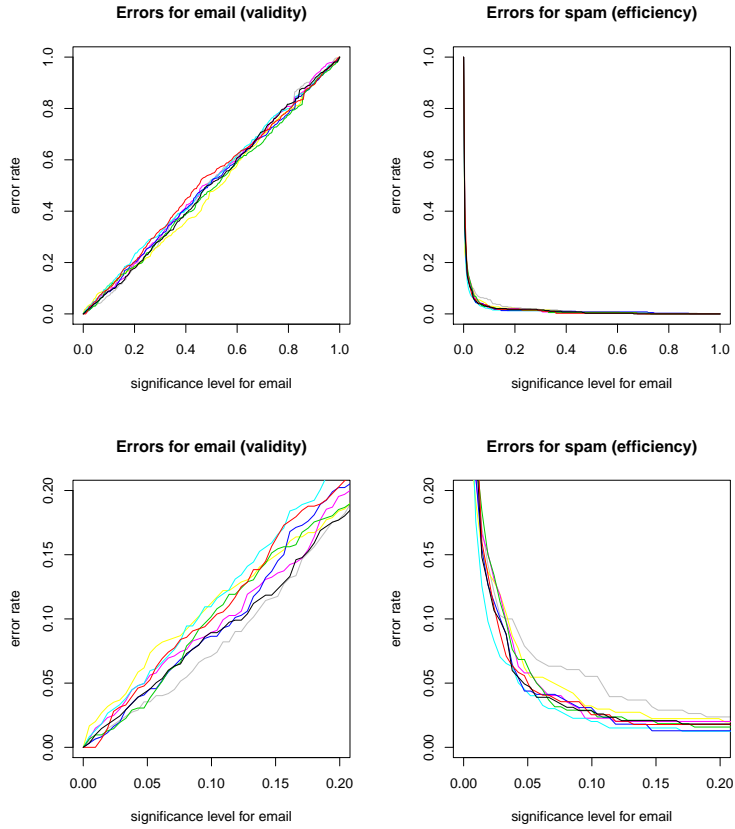 Errors for email (validity)
error rate
0.0 0.2 0.4 0.6 0.8 1.0
0.0 0.2 0.4 0.6 0.8 1.0
significance level for email
Errors for spam (efficiency)
error rate
0.0 0.2 0.4 0.6 0.8 1.0
0.0 0.2 0.4 0.6 0.8 1.0
significance level for email
Errors for email (validity)
error rate
0.00 0.05 0.10 0.15 0.20
0.00 0.05 0.10 0.15 0.20
significance level for email
Errors for spam (efficiency)
error rate
0.00 0.05 0.10 0.15 0.20
0.00 0.05 0.10 0.15 0.20
significance level for email